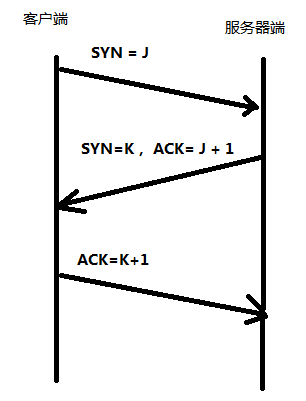 客户端
服务器端
SYN = J
SYN=K ,  ACK= J + 1
ACK=K+1